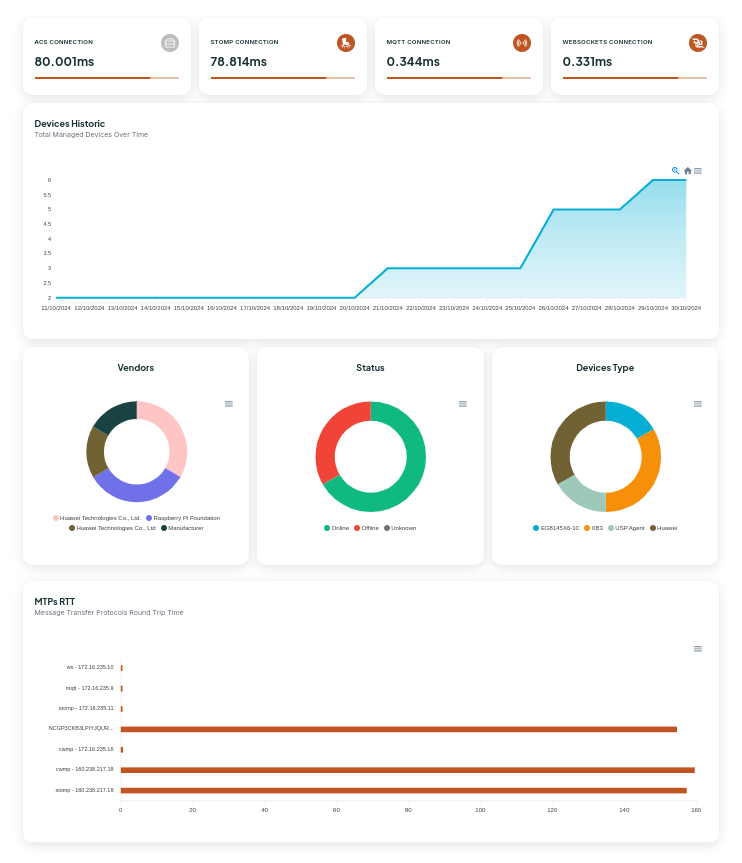 ACS CONNECTION
80.001ms
STOMP CONNECTION
78.814ms
MQTT CONNECTION
0.344ms
WEBSOCKETS CONNECTION
0.331ms
Devices Historic
Total Managed Devices Over Time
6
5.5
5
4.5
4
3.5
3
2.5
2
11/10/2024 12/10/2024 13/10/2024 14/10/2024 15/10/2024 16/10/2024 17/10/2024 18/10/2024 19/10/2024 20/10/2024 21/10/2024 22/10/2024 23/10/2024 24/10/2024 25/10/2024 26/10/2024 27/10/2024 28/10/2024 29/10/2024 30/10/2024
Vendors
Huawei Technologies Co., Ltd. Raspberry Pi Foundation
Huawei Technologies Co., Ltd Manufacturer
Status
Online Offline Unknown
Devices Type
EG8145X6-10 XB3 USP Agent Huawei
MTPs RTT
Message Transfer Protocols Round Trip Time
ws - 172.16.235.10
mqtt - 172.16.235.9
stomp - 172.16.235.11
NCGP3CKB3LPIYJQUR...
cwmp - 172.16.235.16
cwmp - 160.238.217.18
stomp - 160.238.217.18
0 20 40 60 80 100 120 140 160